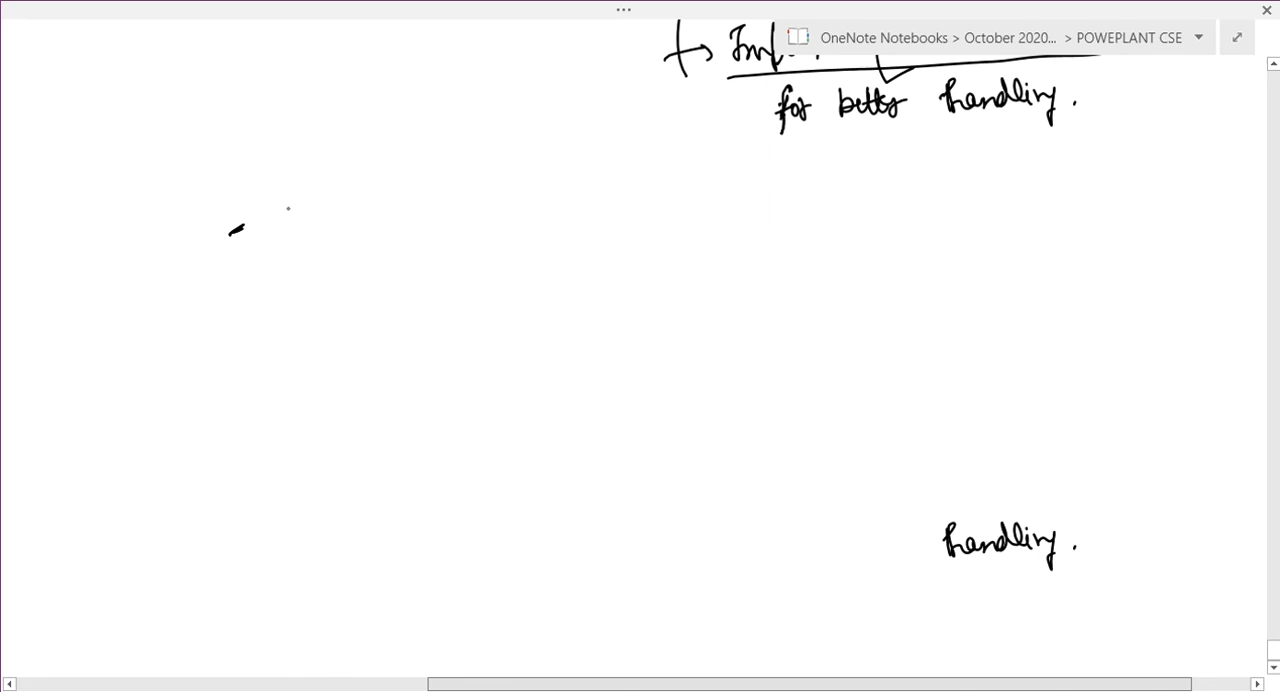 ...
OneNote Notebooks > October 2020... > POWEPLANT CSE
for better handling.
handling.